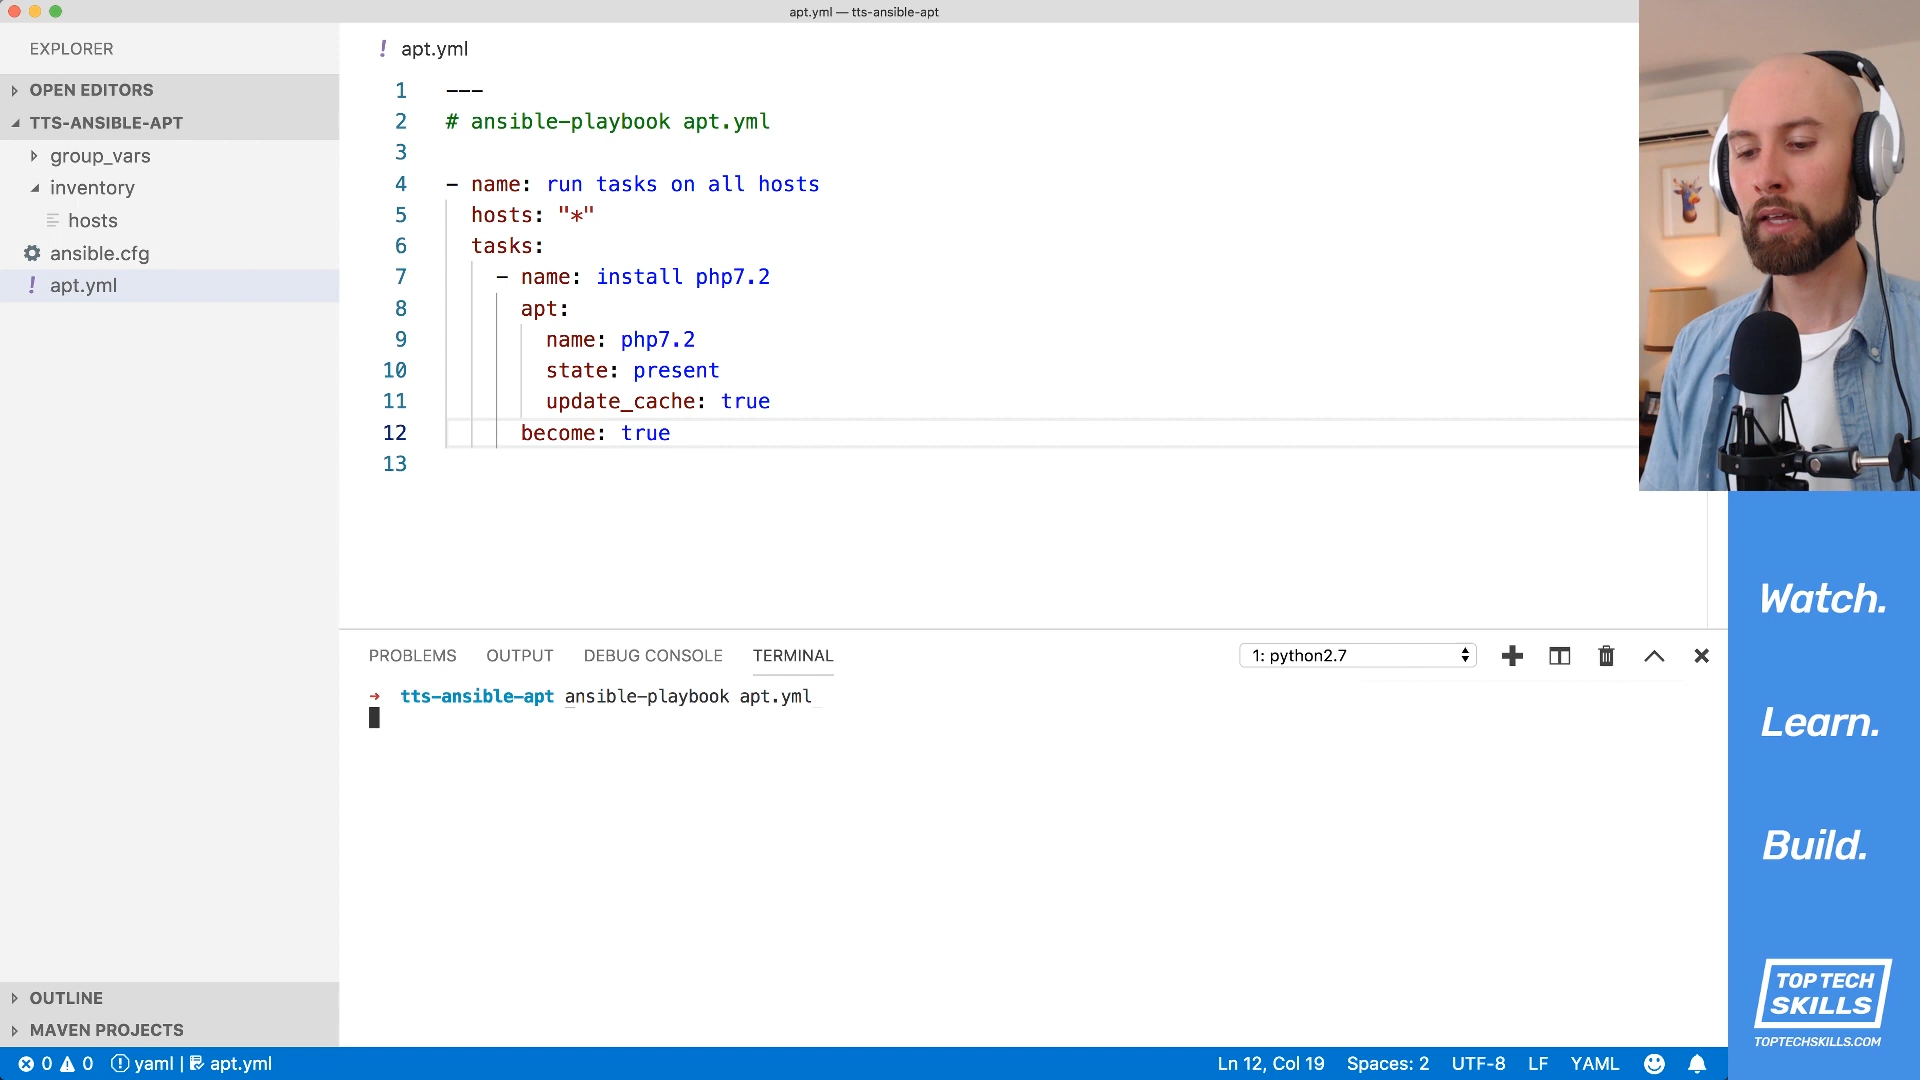 apt.yml — tts-ansible-apt
EXPLORER
OPEN EDITORS
TTS-ANSIBLE-APT
group_vars
inventory
hosts
ansible.cfg
! apt.yml
OUTLINE
MAVEN PROJECTS
! apt.yml
1 ---
2 # ansible-playbook apt.yml
3
4 - name: run tasks on all hosts
5 hosts: "*"
6 tasks:
7 - name: install php7.2
8 apt:
9 name: php7.2
10 state: present
11 update_cache: true
12 become: true
13
PROBLEMS OUTPUT DEBUG CONSOLE TERMINAL 1: python2.7
→ tts-ansible-apt ansible-playbook apt.yml
Watch.
Learn.
Build.
TOP TECH
SKILLS
TOPTECHSKILLS.COM
0 0 yaml | apt.yml Ln 12, Col 19 Spaces: 2 UTF-8 LF YAML